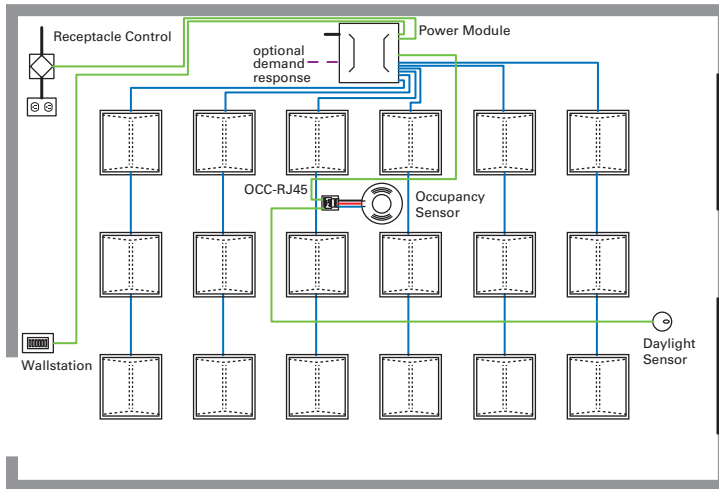 Receptacle Control
Power Module
optional
demand
response
OCC-RJ45
Occupancy
Sensor
Wallstation
Daylight
Sensor